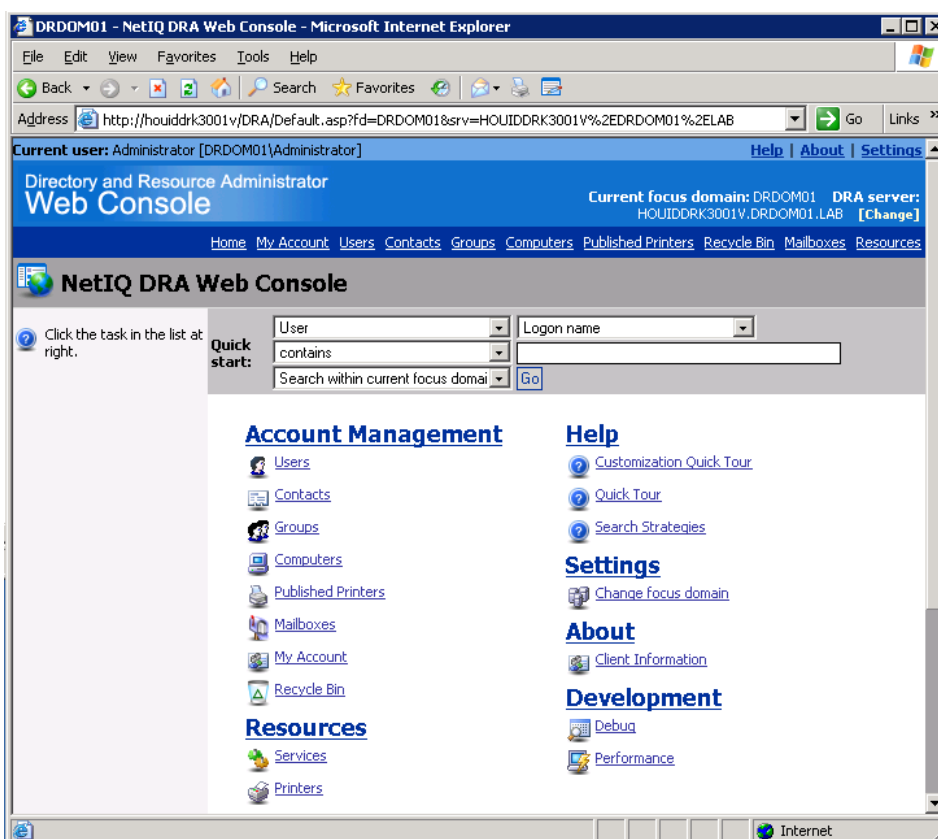 DRDOM01 - NetIQ DRA Web Console - Microsoft Internet Explorer
File Edit View Favorites Tools Help
Back Search Favorites
Address http://houiddrk3001v/DRA/Default.asp?fd=DRDOM01&srv=HOUIDDRK3001V%2EDRDOM01%2ELAB Go Links »
Current user: Administrator [DRDOM01\Administrator] Help | About | Settings
Directory and Resource Administrator
Web Console
Current focus domain: DRDOM01 DRA server:
HOUIDDRK3001V.DRDOM01.LAB [Change]
Home My Account Users Contacts Groups Computers Published Printers Recycle Bin Mailboxes Resources
NetIQ DRA Web Console
Click the task in the list at
right.
Quick
start:
User Logon name
contains
Search within current focus domai Go
Account Management
Users
Contacts
Groups
Computers
Published Printers
Mailboxes
My Account
Recycle Bin
Resources
Services
Printers
Help
Customization Quick Tour
Quick Tour
Search Strategies
Settings
Change focus domain
About
Client Information
Development
Debug
Performance
Internet